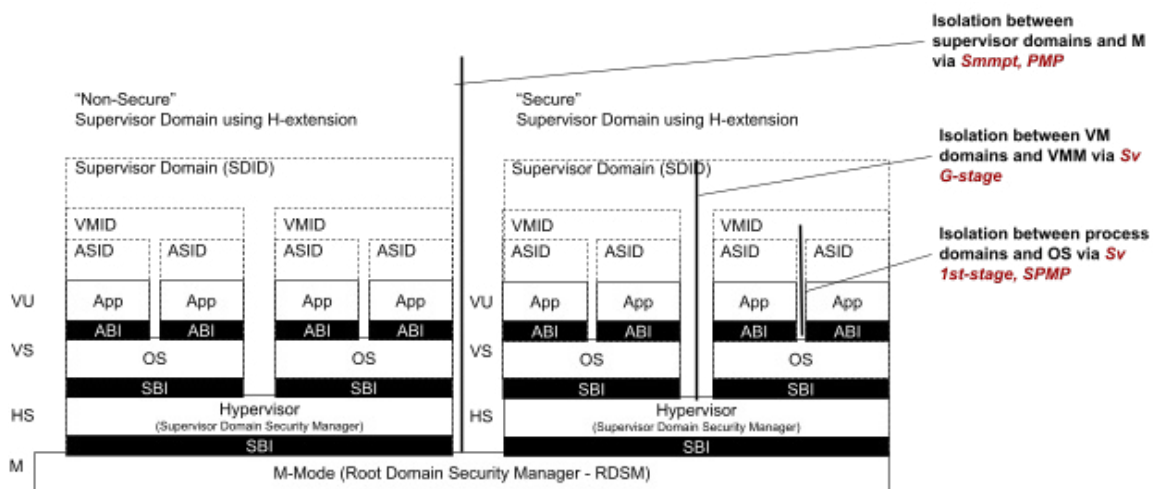 Isolation between
supervisor domains and M
via Smmpt, PMP
"Non-Secure"
Supervisor Domain using H-extension
"Secure"
Supervisor Domain using H-extension
Isolation between VM
domains and VMM via Sv
G-stage
Supervisor Domain (SDID)
Supervisor Domain (SDID)
VMID
VMID
VMID
VMID
Isolation between process
domains and OS via Sv
1st-stage, SPMP
ASID ASID ASID ASID
ASID ASID ASID ASID
VU App App App App
VU App App App App
ABI ABI ABI ABI
ABI ABI ABI ABI
VS OS OS
VS OS OS
SBI SBI
SBI SBI
HS Hypervisor
(Supervisor Domain Security Manager)
HS Hypervisor
(Supervisor Domain Security Manager)
SBI
SBI
M M-Mode (Root Domain Security Manager - RDSM)